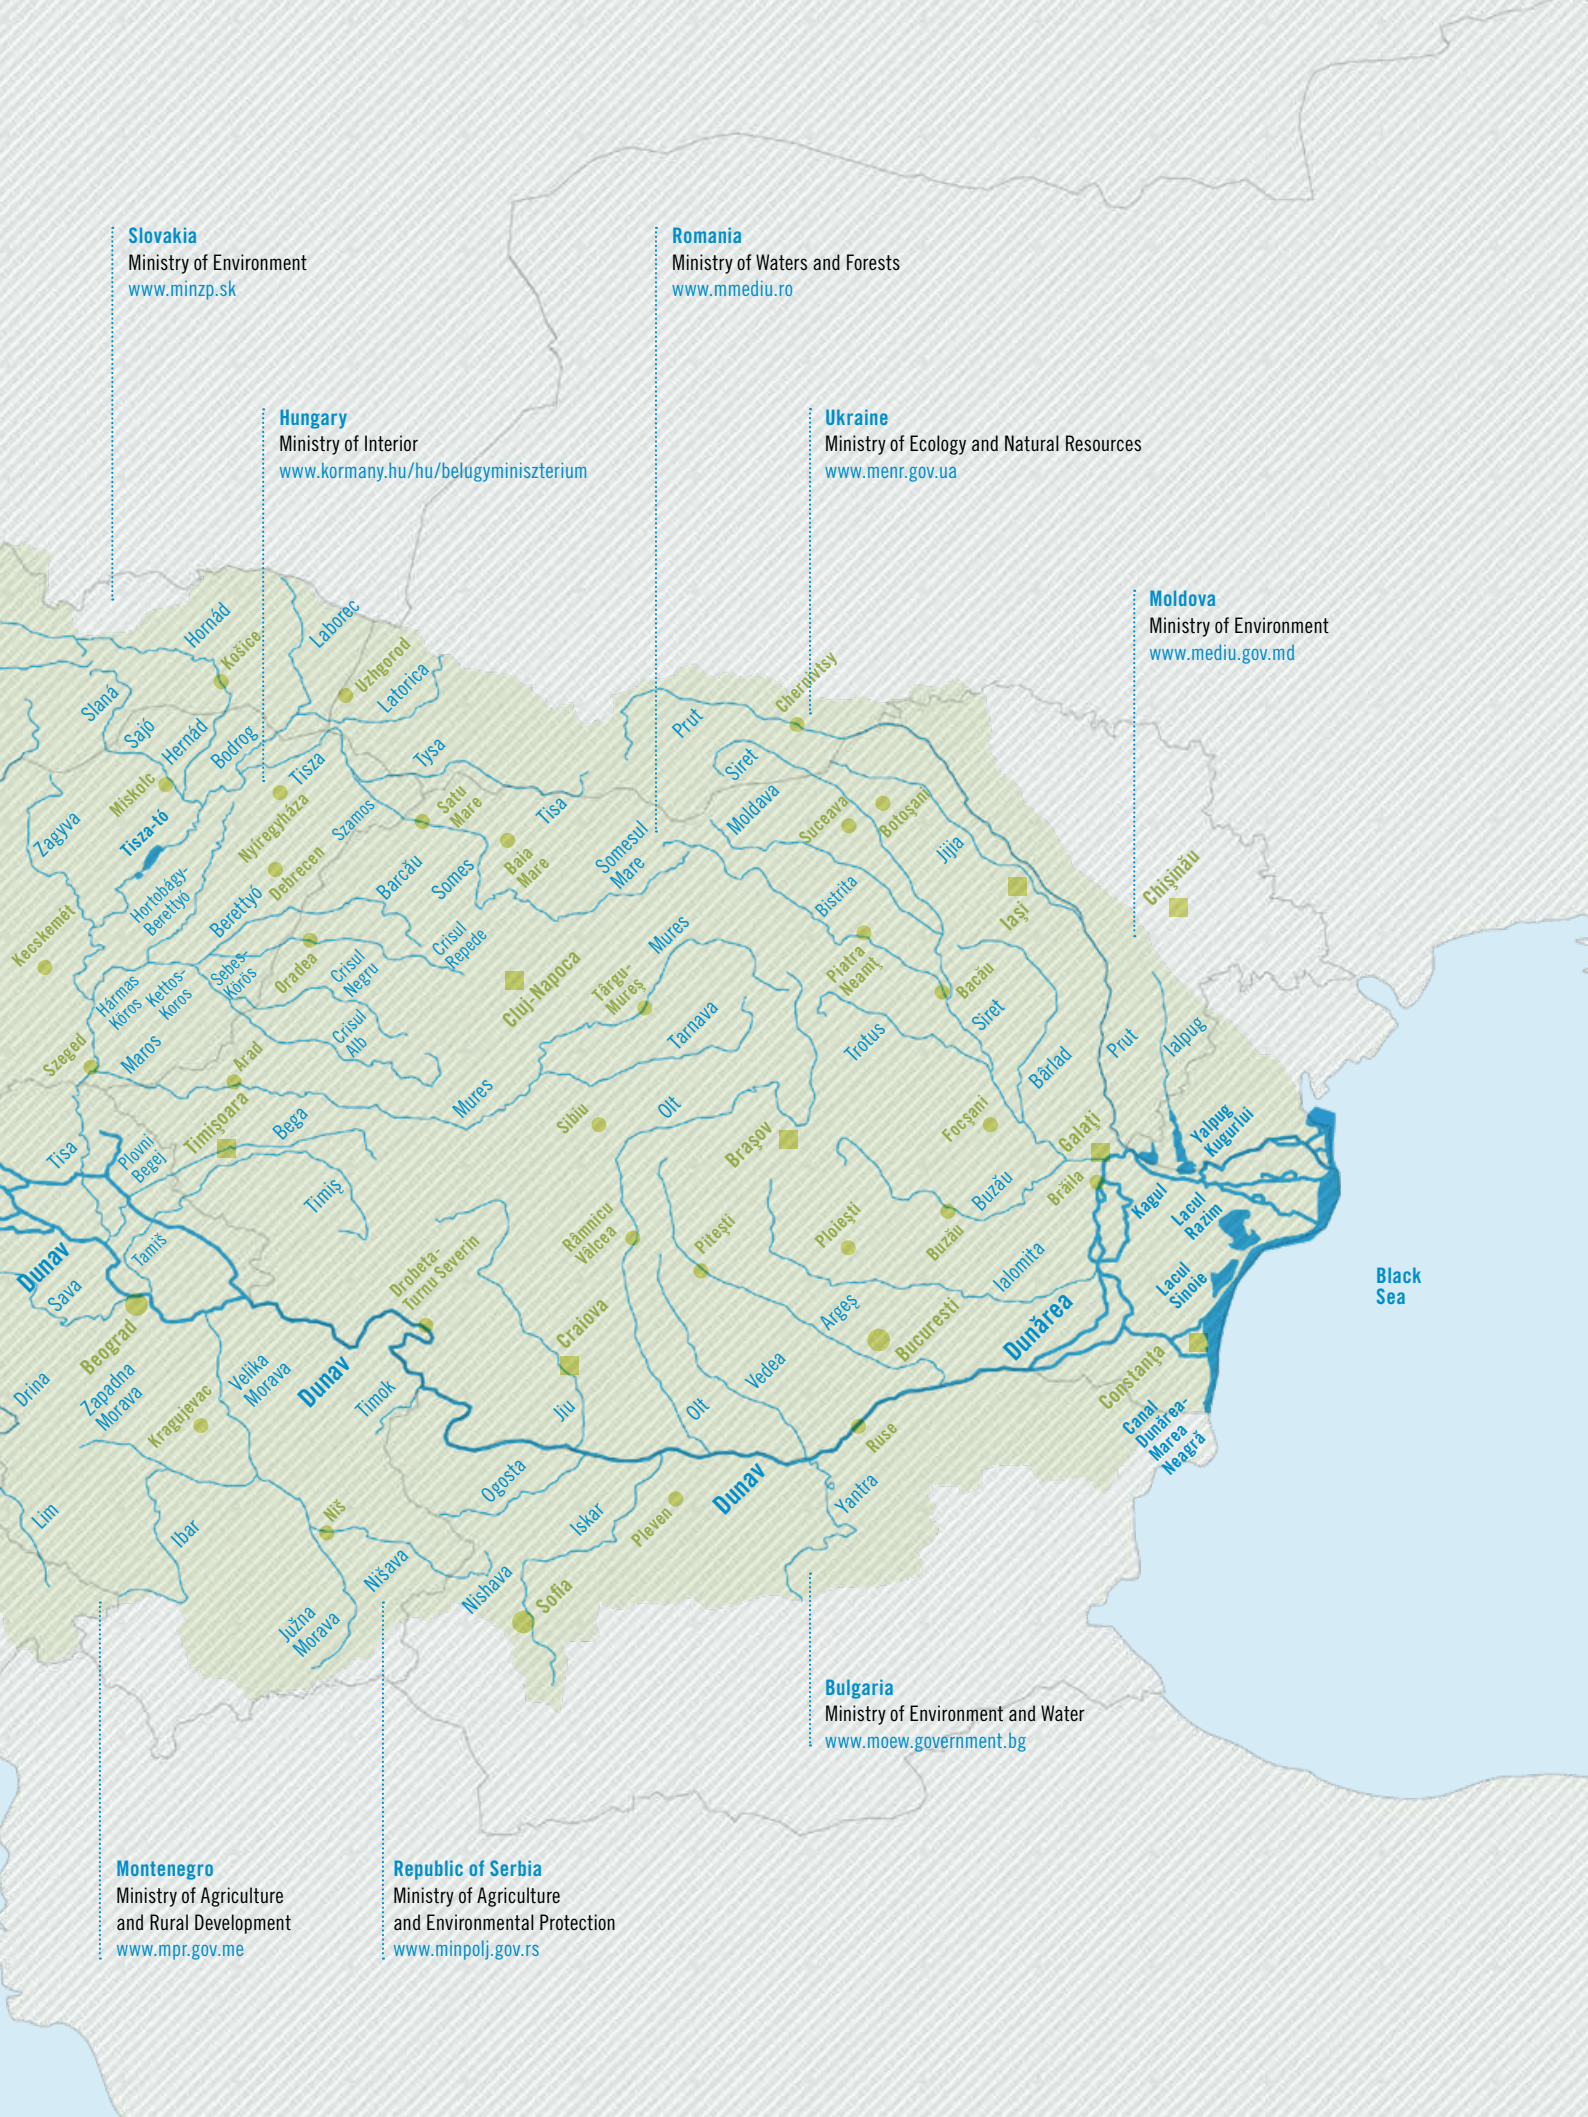 Slovakia
Ministry of Environment
www.minzp.sk
Romania
Ministry of Waters and Forests
www.mmediu.ro
Hungary
Ministry of Interior
www.kormany.hu/hu/belugyminiszterium
Ukraine
Ministry of Ecology and Natural Resources
www.menr.gov.ua
Moldova
Ministry of Environment
www.mediu.gov.md
Hornád
Košice
Laborec
Uzhgorod
Latorica
Chernivtsy
Slaná
Sajó
Hernád
Bodrog
Tisza
Tysa
Prut
Siret
Miskolc
Tisza-tó
Nyíregyháza
Szamos
Satu
Mare
Tisa
Moldava
Suceava
Botoşani
Zagyva
Hortobágy-
Berettyó
Debrecen
Berettyó
Barcău
Somes
Baia
Mare
Somesul
Mare
Jijia
Bistrita
Iaşi
Chişinău
Kecskemét
Hármas
Körös
Kettos-
Koros
Sebes-
Körös
Oradea
Crisul
Negru
Crisul
Repede
Cluj-Napoca
Târgu-
Mureş
Mures
Piatra
Neamţ
Bacău
Siret
Szeged
Maros
Arad
Crisul
Alb
Tarnava
Trotus
Bârlad
Prut
Ialpug
Tisa
Plovni
Begej
Timişoara
Bega
Mures
Sibiu
Olt
Braşov
Focşani
Galaţi
Yalpug
Kugurlui
Timiş
Buzău
Brăila
Kagul
Lacul
Razim
Dunav
Tamiš
Sava
Drobeta-
Turnu Severin
Râmnicu
Vâlcea
Piteşti
Ploieşti
Buzău
Ialomita
Lacul
Sinoie
Black
Sea
Beograd
Craiova
Argeş
Bucuresti
Dunărea
Drina
Zapadna
Morava
Kragujevac
Velika
Morava
Dunav
Timok
Jiu
Olt
Vedea
Ruse
Constanţa
Canal
Dunărea-
Marea
Neagră
Lim
Ibar
Niš
Ogosta
Iskar
Pleven
Dunav
Yantra
Nišava
Nishava
Sofia
Južna
Morava
Bulgaria
Ministry of Environment and Water
www.moew.government.bg
Montenegro
Ministry of Agriculture
and Rural Development
www.mpr.gov.me
Republic of Serbia
Ministry of Agriculture
and Environmental Protection
www.minpolj.gov.rs